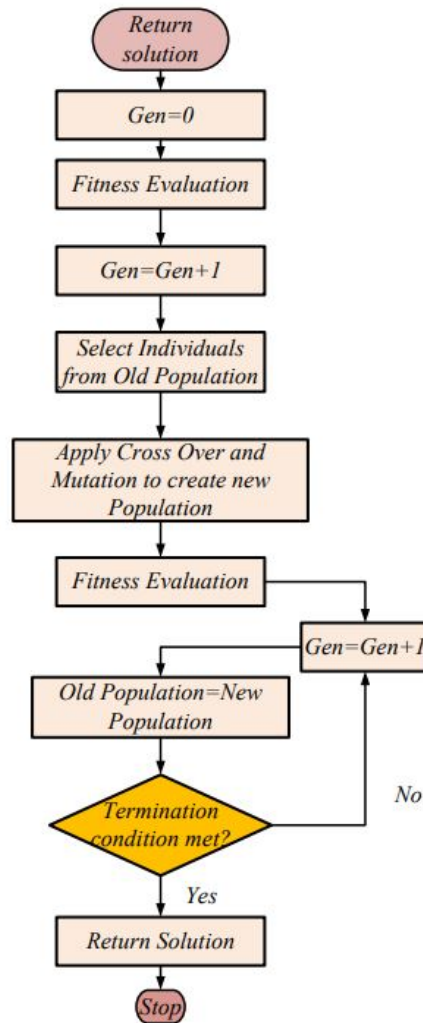 Return
solution
Gen=0
Fitness Evaluation
Gen=Gen+1
Select Individuals
from Old Population
Apply Cross Over and
Mutation to create new
Population
Fitness Evaluation
Gen=Gen+1
Old Population=New
Population
Termination
condition met?
No
Yes
Return Solution
Stop